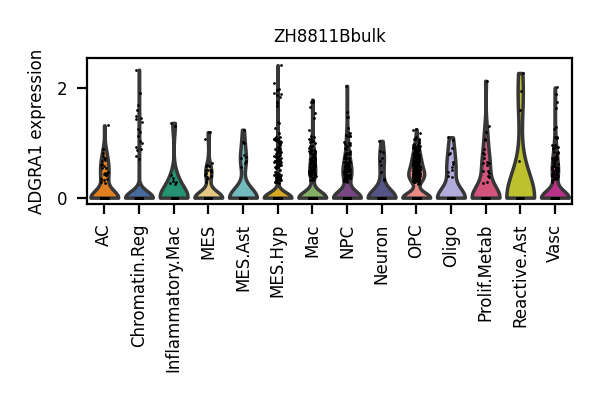 ZH8811Bbulk
ADGRA1 expression
2
0
AC
Chromatin.Reg
Inflammatory.Mac
MES
MES.Ast
MES.Hyp
Mac
NPC
Neuron
OPC
Oligo
Prolif.Metab
Reactive.Ast
Vasc